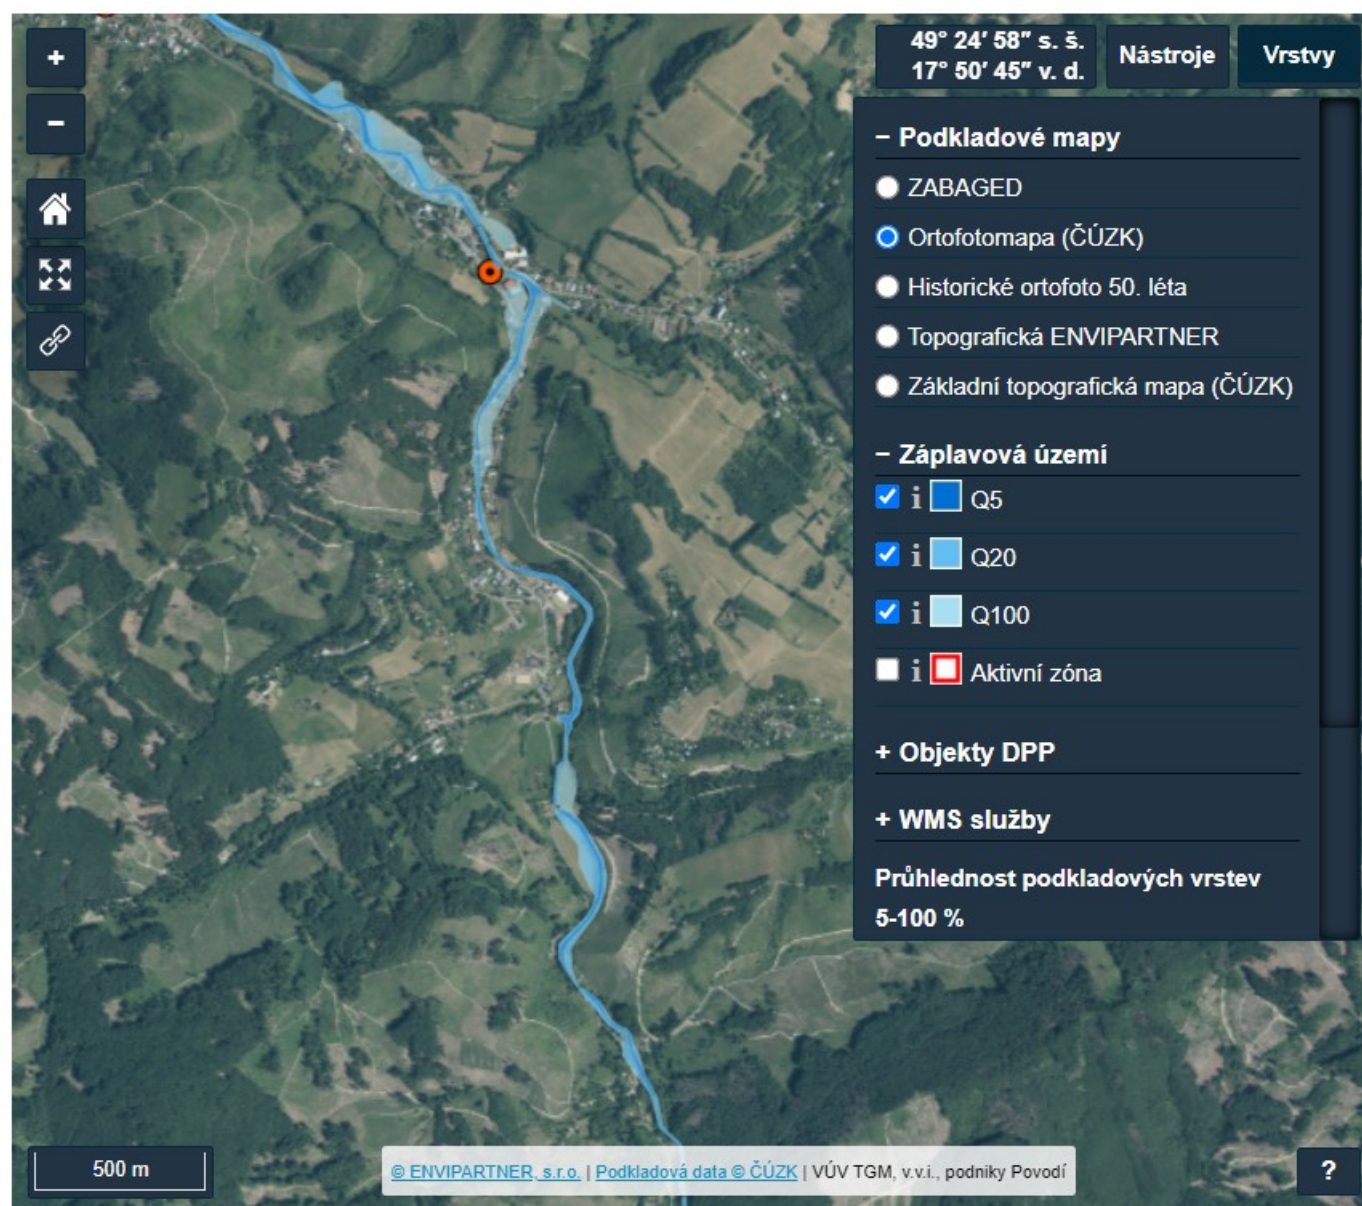 +
−
49° 24′ 58″ s. š.
17° 50′ 45″ v. d.
Nástroje
Vrstvy
− Podkladové mapy
ZABAGED
Ortofotomapa (ČÚZK)
Historické ortofoto 50. léta
Topografická ENVIPARTNER
Základní topografická mapa (ČÚZK)
− Záplavová území
i Q5
i Q20
i Q100
i Aktivní zóna
+ Objekty DPP
+ WMS služby
Průhlednost podkladových vrstev
5-100 %
500 m
© ENVIPARTNER, s.r.o. | Podkladová data © ČÚZK | VÚV TGM, v.v.i., podniky Povodí
?